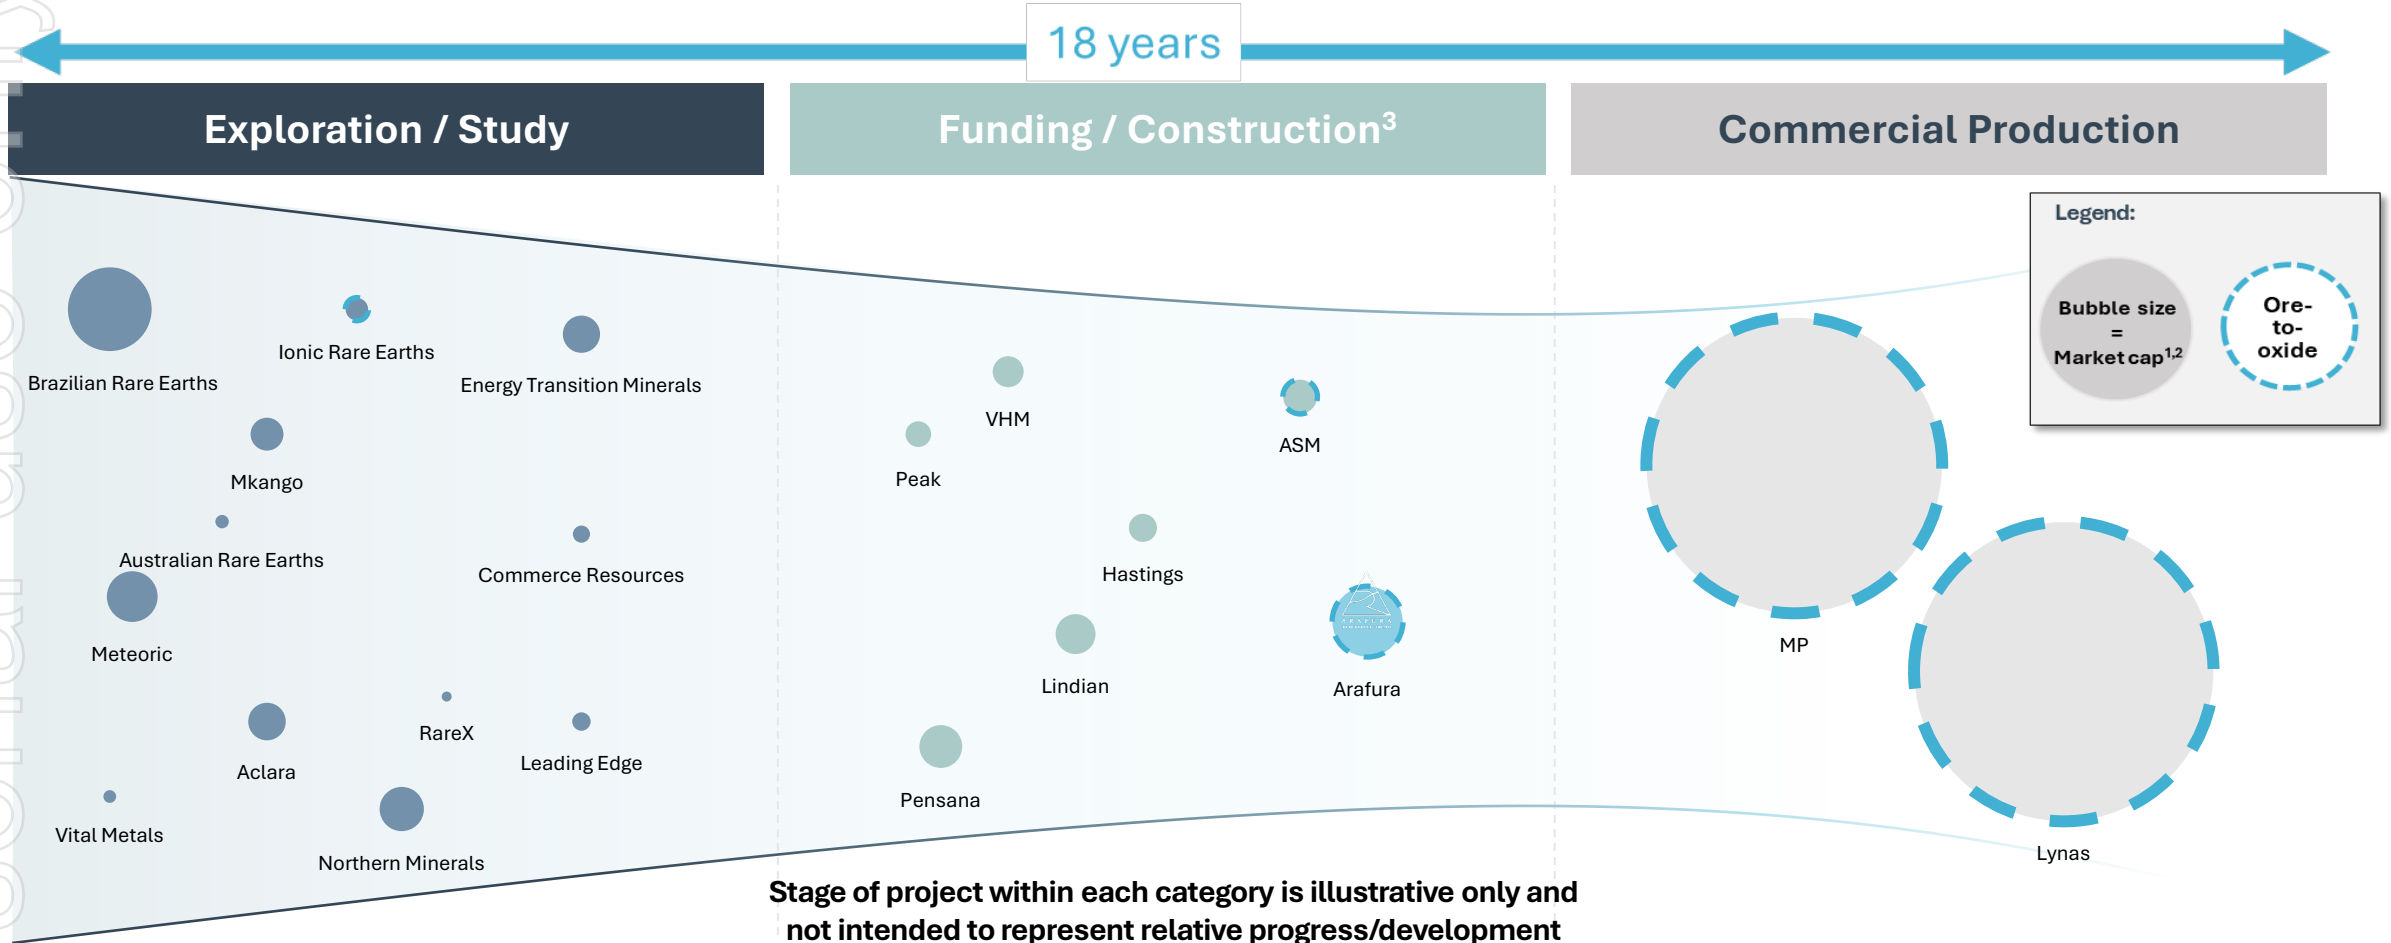 18 years
Exploration / Study
Funding / Construction³
Commercial Production
Legend:
Bubble size
=
Market cap¹,²
Ore-
to-
oxide
Brazilian Rare Earths
Ionic Rare Earths
Energy Transition Minerals
Mkango
Australian Rare Earths
Commerce Resources
Meteoric
RareX
Aclara
Leading Edge
Vital Metals
Northern Minerals
VHM
ASM
Peak
Hastings
Lindian
ARAFURA
Arafura
Pensana
MP
Lynas
Stage of project within each category is illustrative only and
not intended to represent relative progress/development